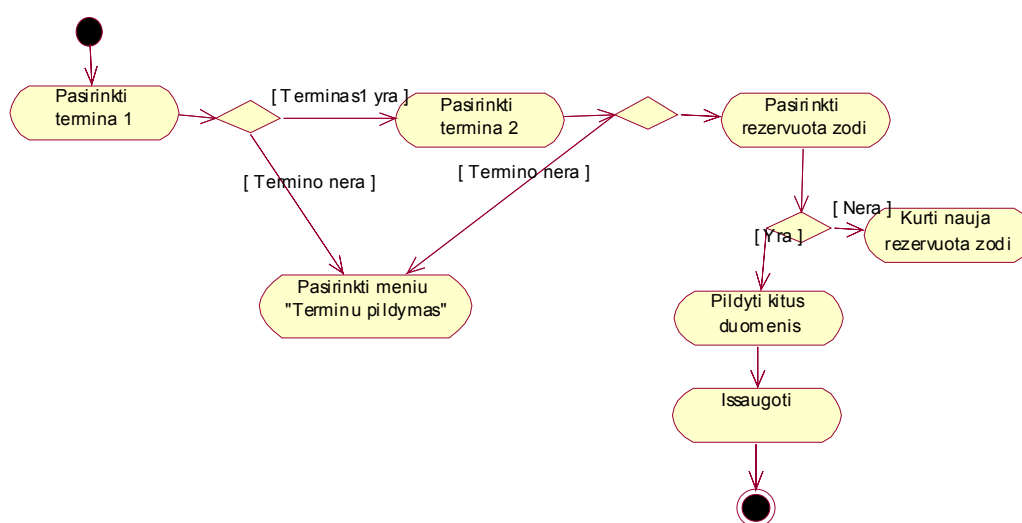 Pasirinkti
termina 1
[ Terminas1 yra ]
Pasirinkti
termina 2
Pasirinkti
rezervuota zodi
[ Termino nera ]
[ Termino nera ]
[ Nera ]
Kurti nauja
rezervuota zodi
[ Yra ]
Pasirinkti meniu
"Terminu pildymas"
Pildyti kitus
duomenis
Issaugoti